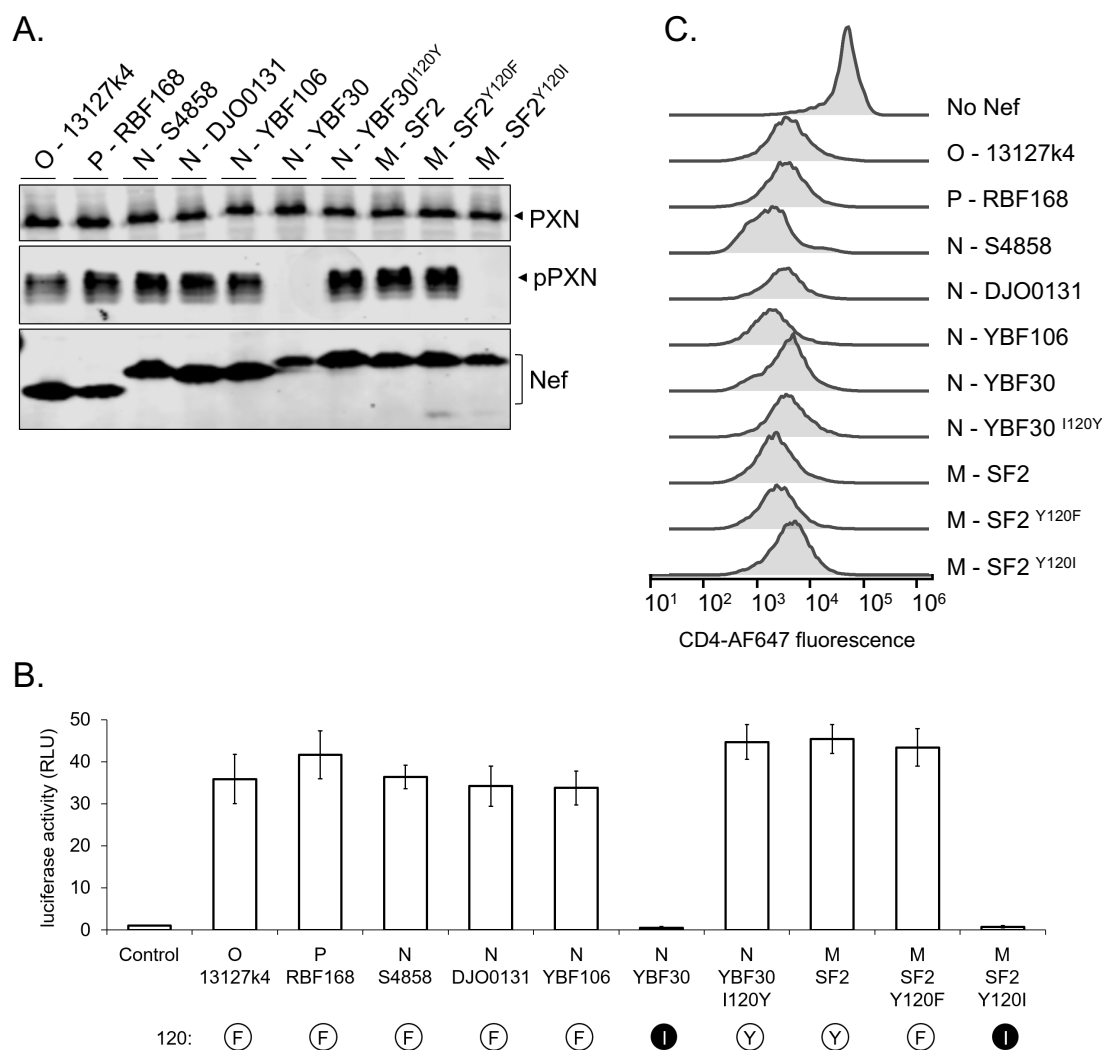 A.
O - 13127k4
P - RBF168
N - S4858
N - DJO0131
N - YBF106
N - YBF30
N - YBF30I120Y
M - SF2
M - SF2Y120F
M - SF2Y120I
PXN
pPXN
Nef
C.
No Nef
O - 13127k4
P - RBF168
N - S4858
N - DJO0131
N - YBF106
N - YBF30
N - YBF30 I120Y
M - SF2
M - SF2 Y120F
M - SF2 Y120I
10¹ 10² 10³ 10⁴ 10⁵ 10⁶
CD4-AF647 fluorescence
B.
luciferase activity (RLU)
50
40
30
20
10
0
Control O P N N N N N M M M
13127k4 RBF168 S4858 DJO0131 YBF106 YBF30 YBF30 SF2 SF2 SF2
I120Y Y120F Y120I
120: F F F F F I Y Y F I